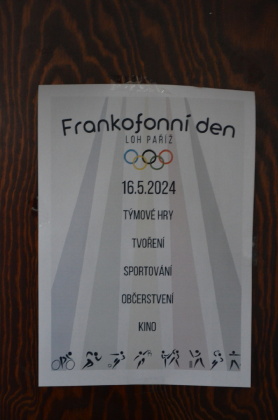 Frankofonní den
LOH PAŘÍŽ
16.5.2024
TÝMOVÉ HRY
TVOŘENÍ
SPORTOVÁNÍ
OBČERSTVENÍ
KINO